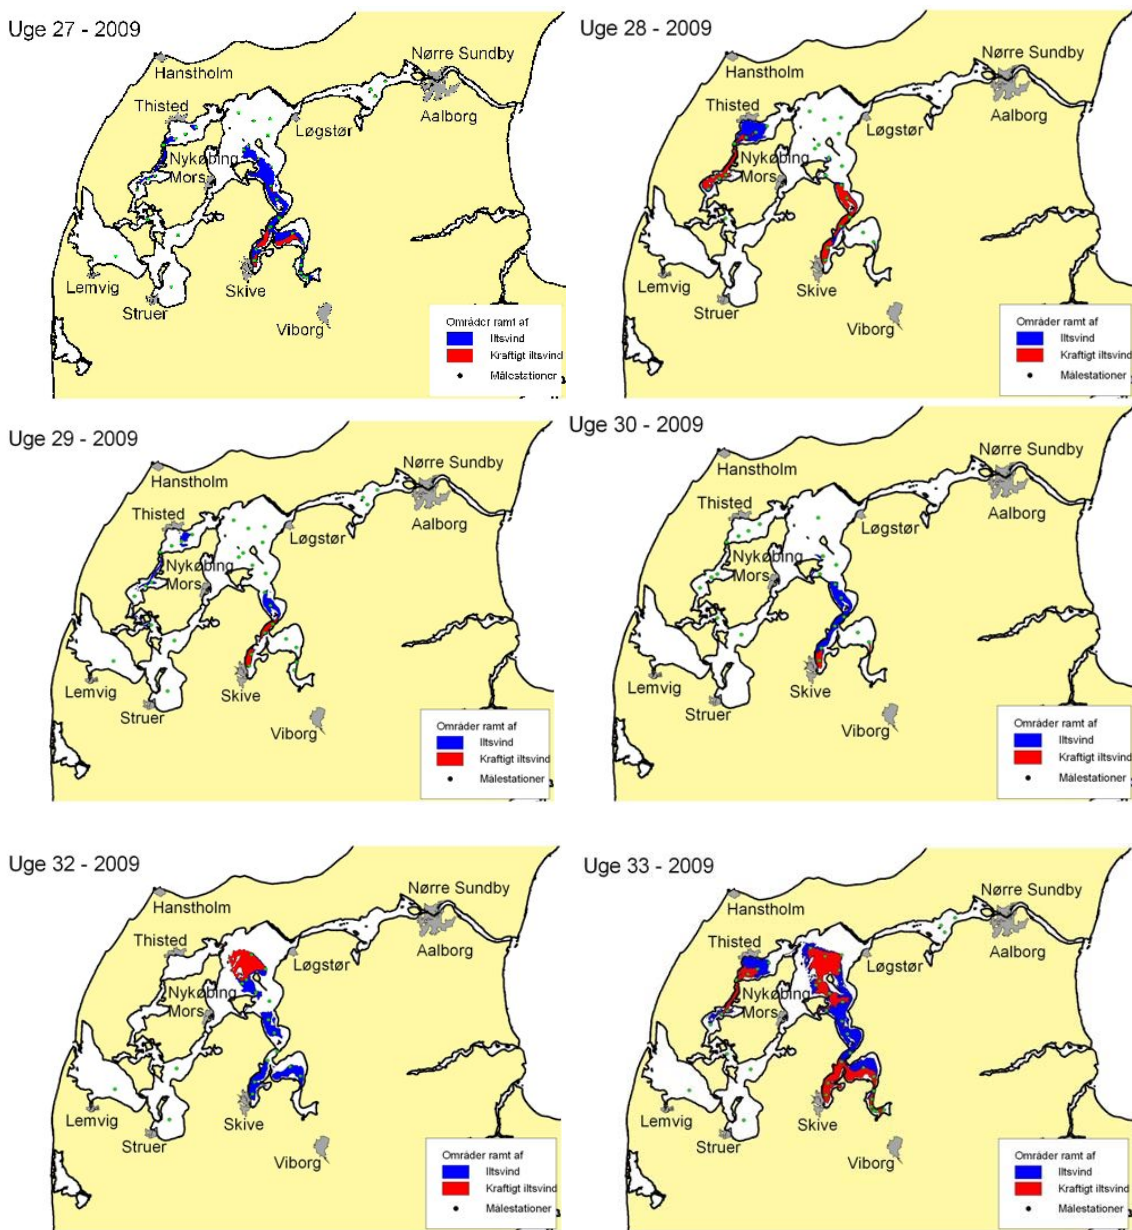 Uge 27 - 2009
Nørre Sundby
Hanstholm
Thisted
Aalborg
Løgstør
Nykøbing
Mors
Lemvig
Skive
Struer
Viborg
Områder ramt af
Iltsvind
Kraftigt iltsvind
Målestationer
Uge 28 - 2009
Nørre Sundby
Hanstholm
Thisted
Aalborg
Løgstør
Nykøbing
Mors
Lemvig
Skive
Struer
Viborg
Områder ramt af
Iltsvind
Kraftigt iltsvind
Målestationer
Uge 29 - 2009
Nørre Sundby
Hanstholm
Thisted
Aalborg
Løgstør
Nykøbing
Mors
Lemvig
Skive
Struer
Viborg
Områder ramt af
Iltsvind
Kraftigt iltsvind
Målestationer
Uge 30 - 2009
Nørre Sundby
Hanstholm
Thisted
Aalborg
Løgstør
Nykøbing
Mors
Lemvig
Skive
Struer
Viborg
Områder ramt af
Iltsvind
Kraftigt iltsvind
Målestationer
Uge 32 - 2009
Nørre Sundby
Hanstholm
Thisted
Aalborg
Løgstør
Nykøbing
Mors
Lemvig
Skive
Struer
Viborg
Områder ramt af
Iltsvind
Kraftigt iltsvind
Målestationer
Uge 33 - 2009
Nørre Sundby
Hanstholm
Thisted
Aalborg
Løgstør
Nykøbing
Mors
Lemvig
Skive
Struer
Viborg
Områder ramt af
Iltsvind
Kraftigt iltsvind
Målestationer